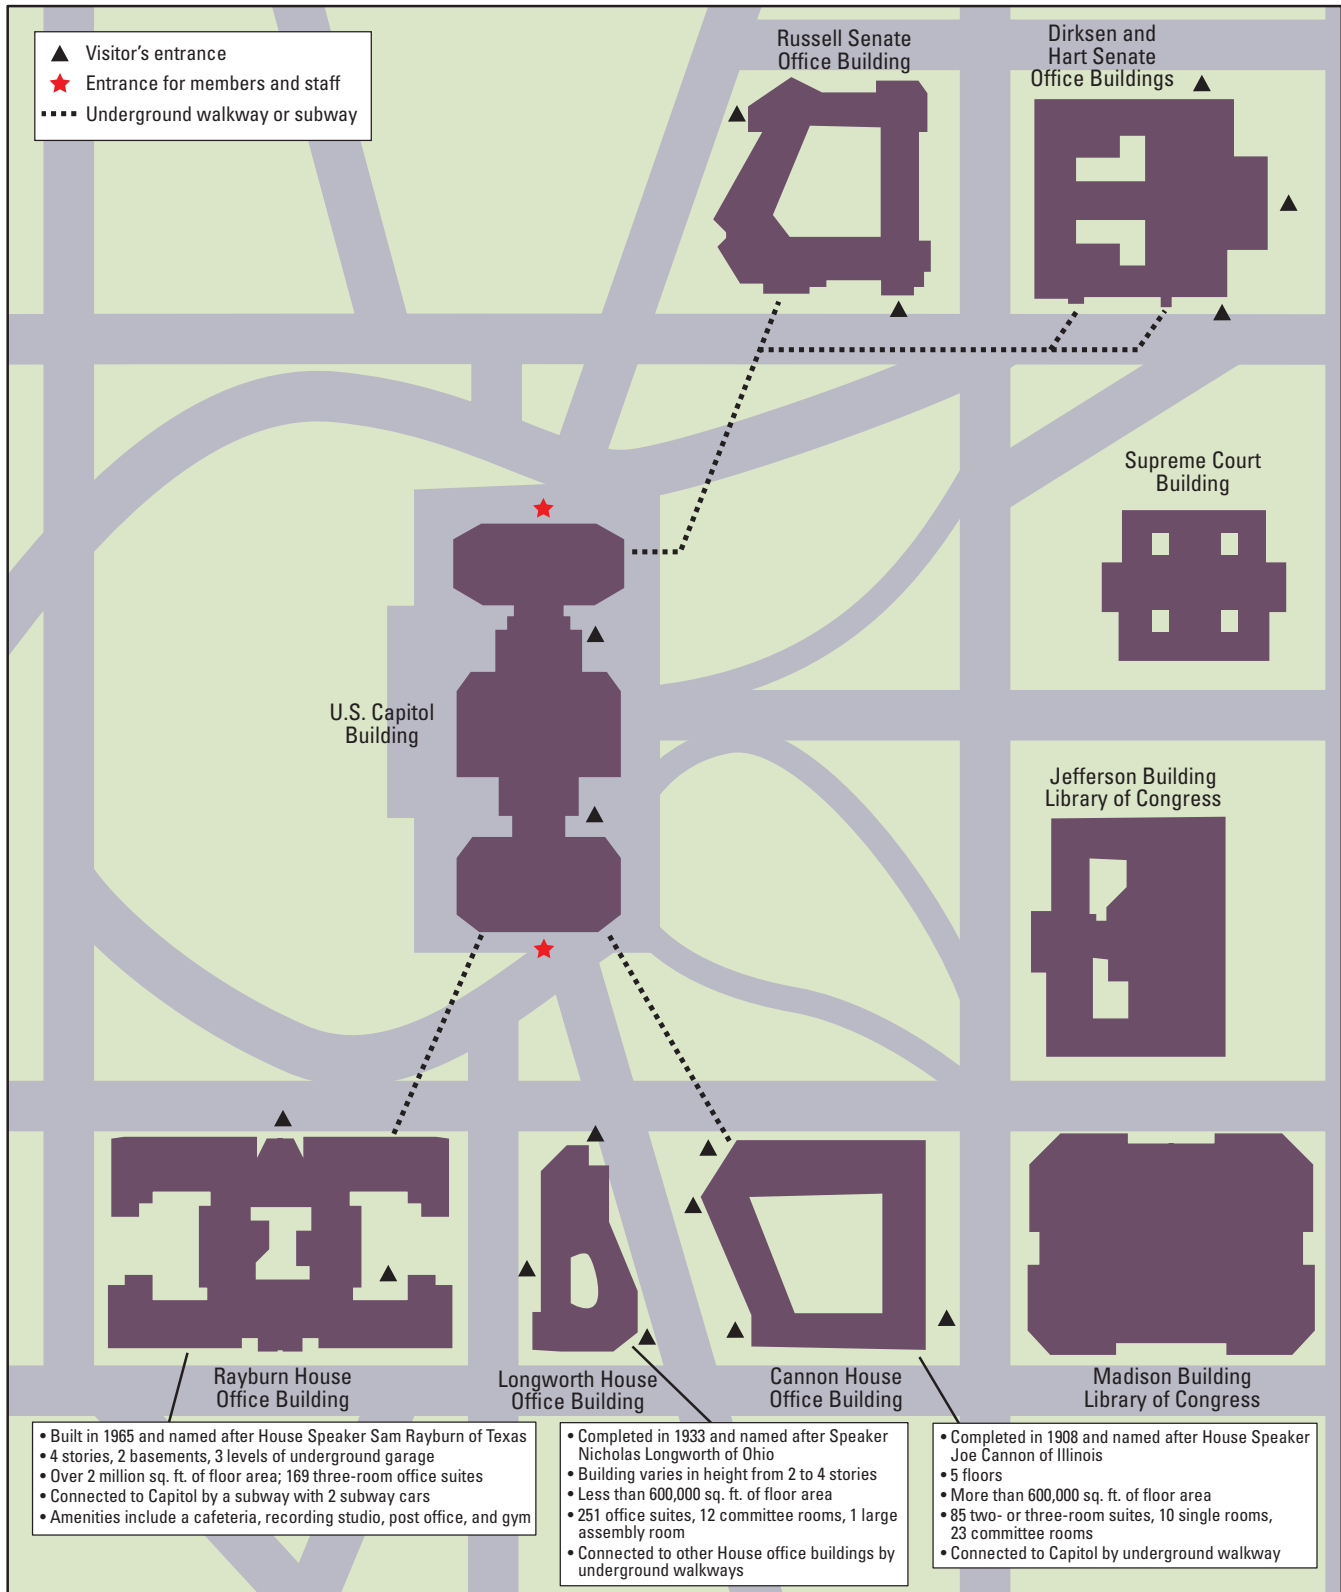 Visitor's entrance
Entrance for members and staff
Underground walkway or subway
Russell Senate
Office Building
Dirksen and
Hart Senate
Office Buildings
Supreme Court
Building
U.S. Capitol
Building
Jefferson Building
Library of Congress
Rayburn House
Office Building
Longworth House
Office Building
Cannon House
Office Building
Madison Building
Library of Congress
• Built in 1965 and named after House Speaker Sam Rayburn of Texas
• 4 stories, 2 basements, 3 levels of underground garage
• Over 2 million sq. ft. of floor area; 169 three-room office suites
• Connected to Capitol by a subway with 2 subway cars
• Amenities include a cafeteria, recording studio, post office, and gym
• Completed in 1933 and named after Speaker
Nicholas Longworth of Ohio
• Building varies in height from 2 to 4 stories
• Less than 600,000 sq. ft. of floor area
• 251 office suites, 12 committee rooms, 1 large
assembly room
• Connected to other House office buildings by
underground walkways
• Completed in 1908 and named after House Speaker
Joe Cannon of Illinois
• 5 floors
• More than 600,000 sq. ft. of floor area
• 85 two- or three-room suites, 10 single rooms,
23 committee rooms
• Connected to Capitol by underground walkway